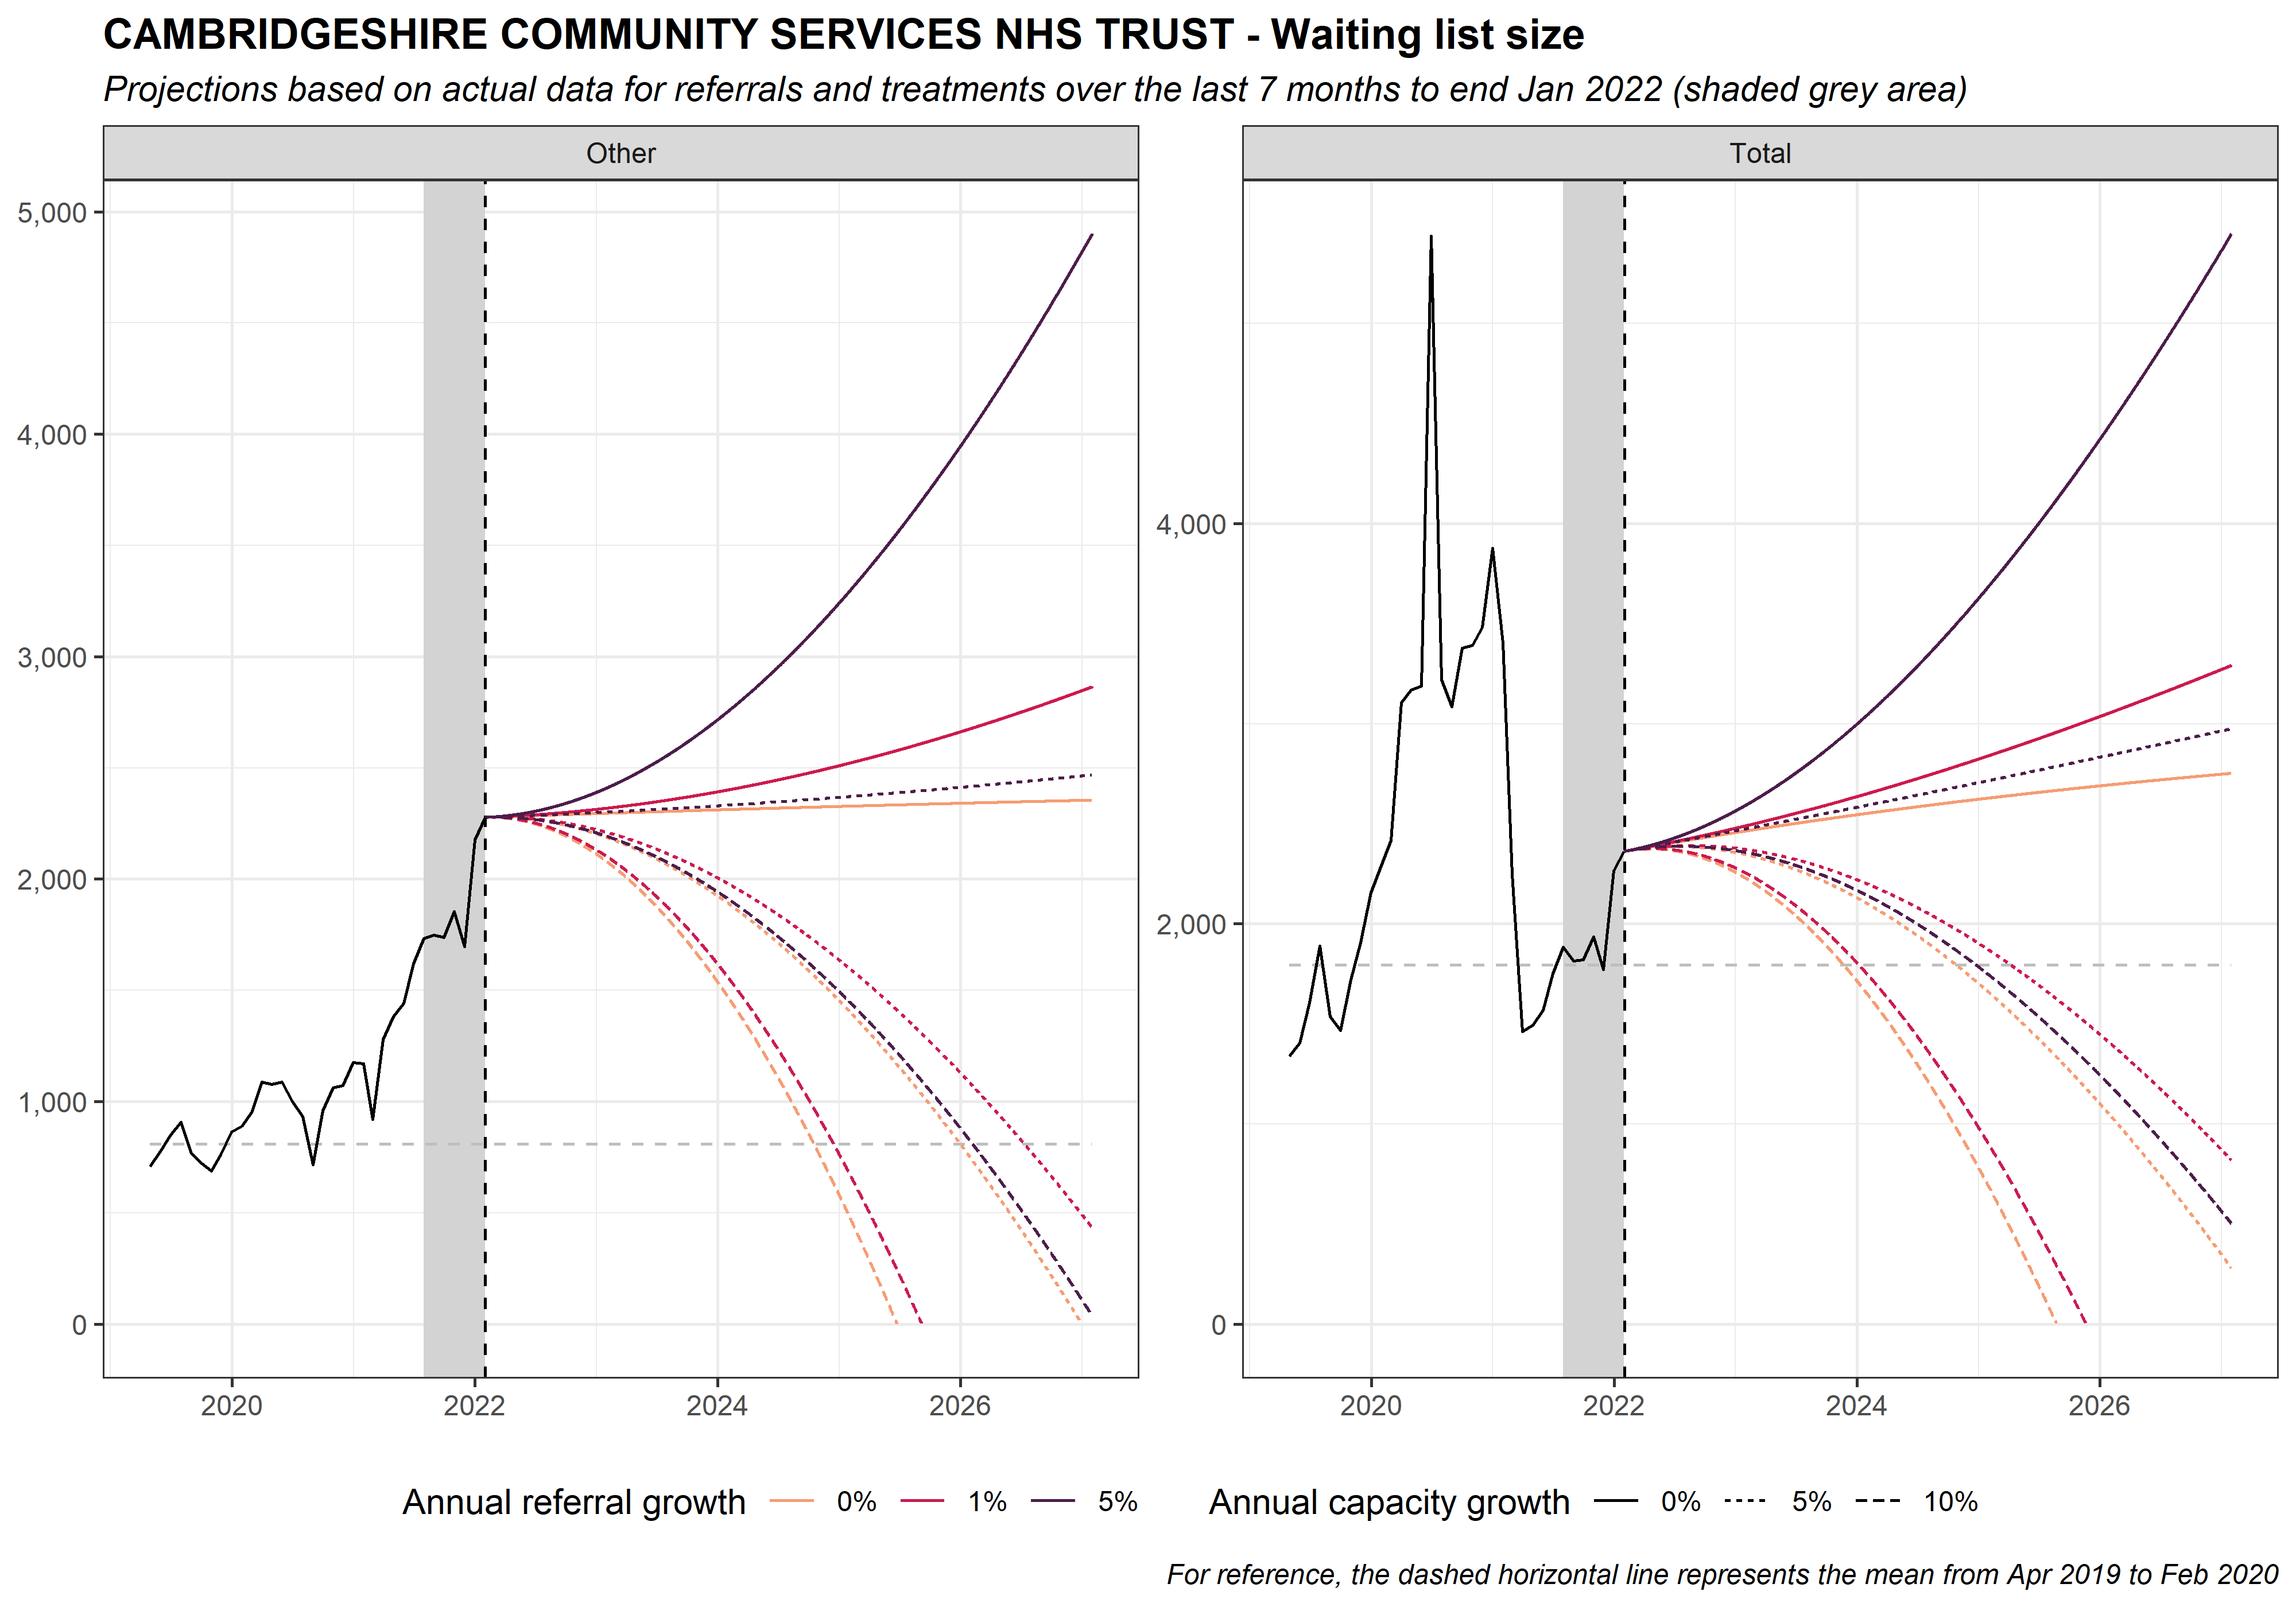 CAMBRIDGESHIRE COMMUNITY SERVICES NHS TRUST - Waiting list size
Projections based on actual data for referrals and treatments over the last 7 months to end Jan 2022 (shaded grey area)
Other
Total
5,000
4,000
3,000
2,000
1,000
0
4,000
2,000
0
2020 2022 2024 2026
2020 2022 2024 2026
Annual referral growth 0% 1% 5%
Annual capacity growth 0% 5% 10%
For reference, the dashed horizontal line represents the mean from Apr 2019 to Feb 2020